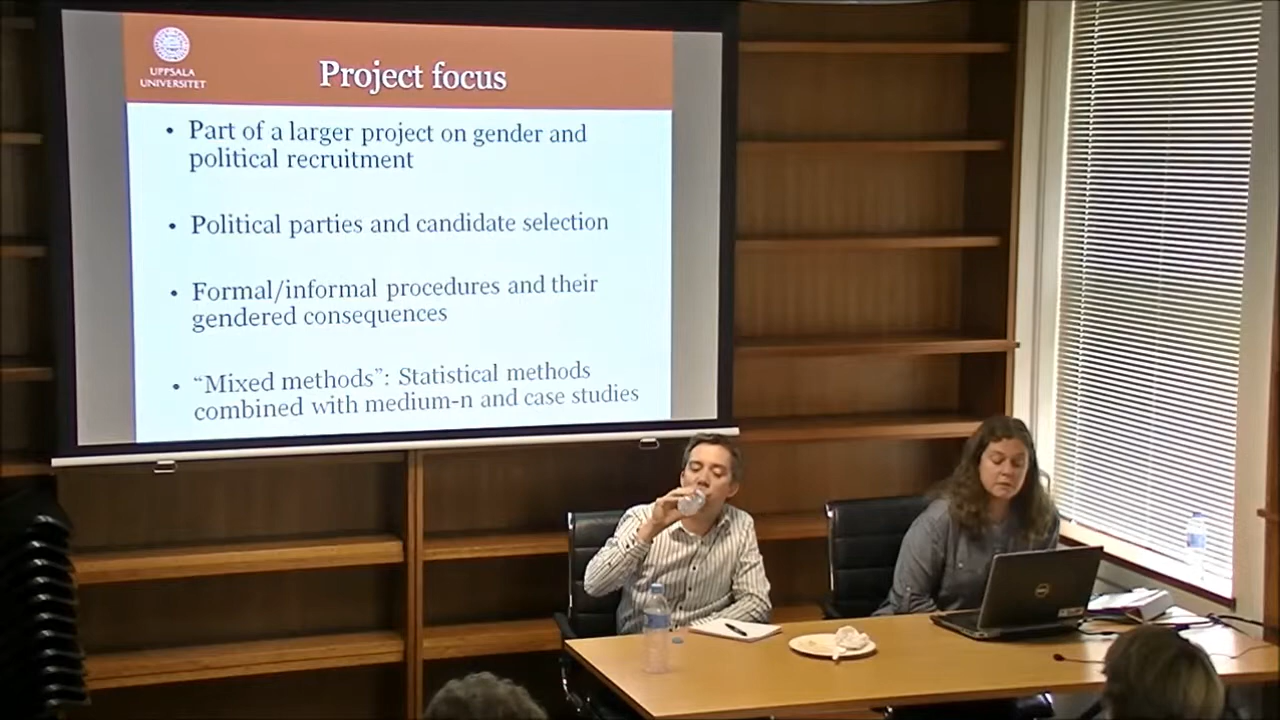 UPPSALA
UNIVERSITET
Project focus
• Part of a larger project on gender and
political recruitment
• Political parties and candidate selection
• Formal/informal procedures and their
gendered consequences
• “Mixed methods”: Statistical methods
combined with medium-n and case studies
DELL